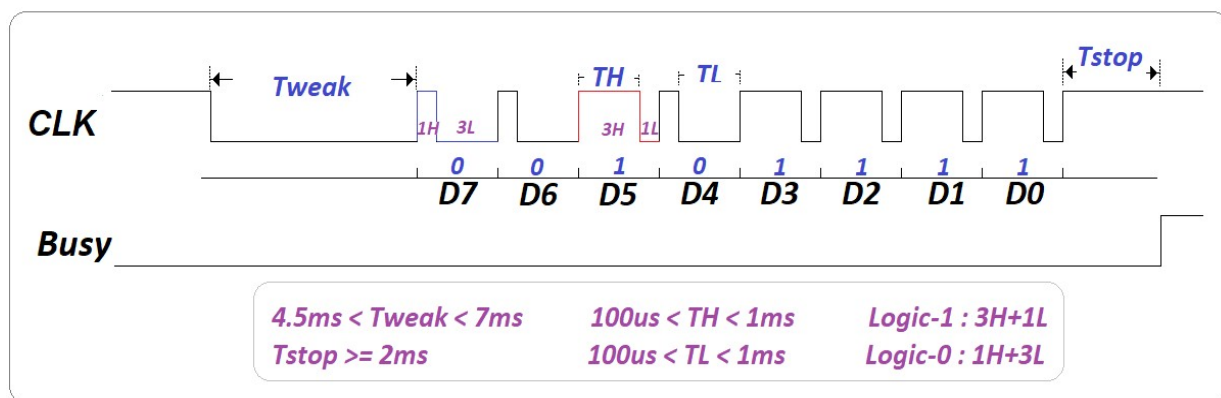 Tweak TH TL Tstop
CLK 1H 3L 3H 1L
0 0 1 0 1 1 1 1
D7 D6 D5 D4 D3 D2 D1 D0
Busy
4.5ms < Tweak < 7ms 100us < TH < 1ms Logic-1 : 3H+1L
Tstop >= 2ms 100us < TL < 1ms Logic-0 : 1H+3L